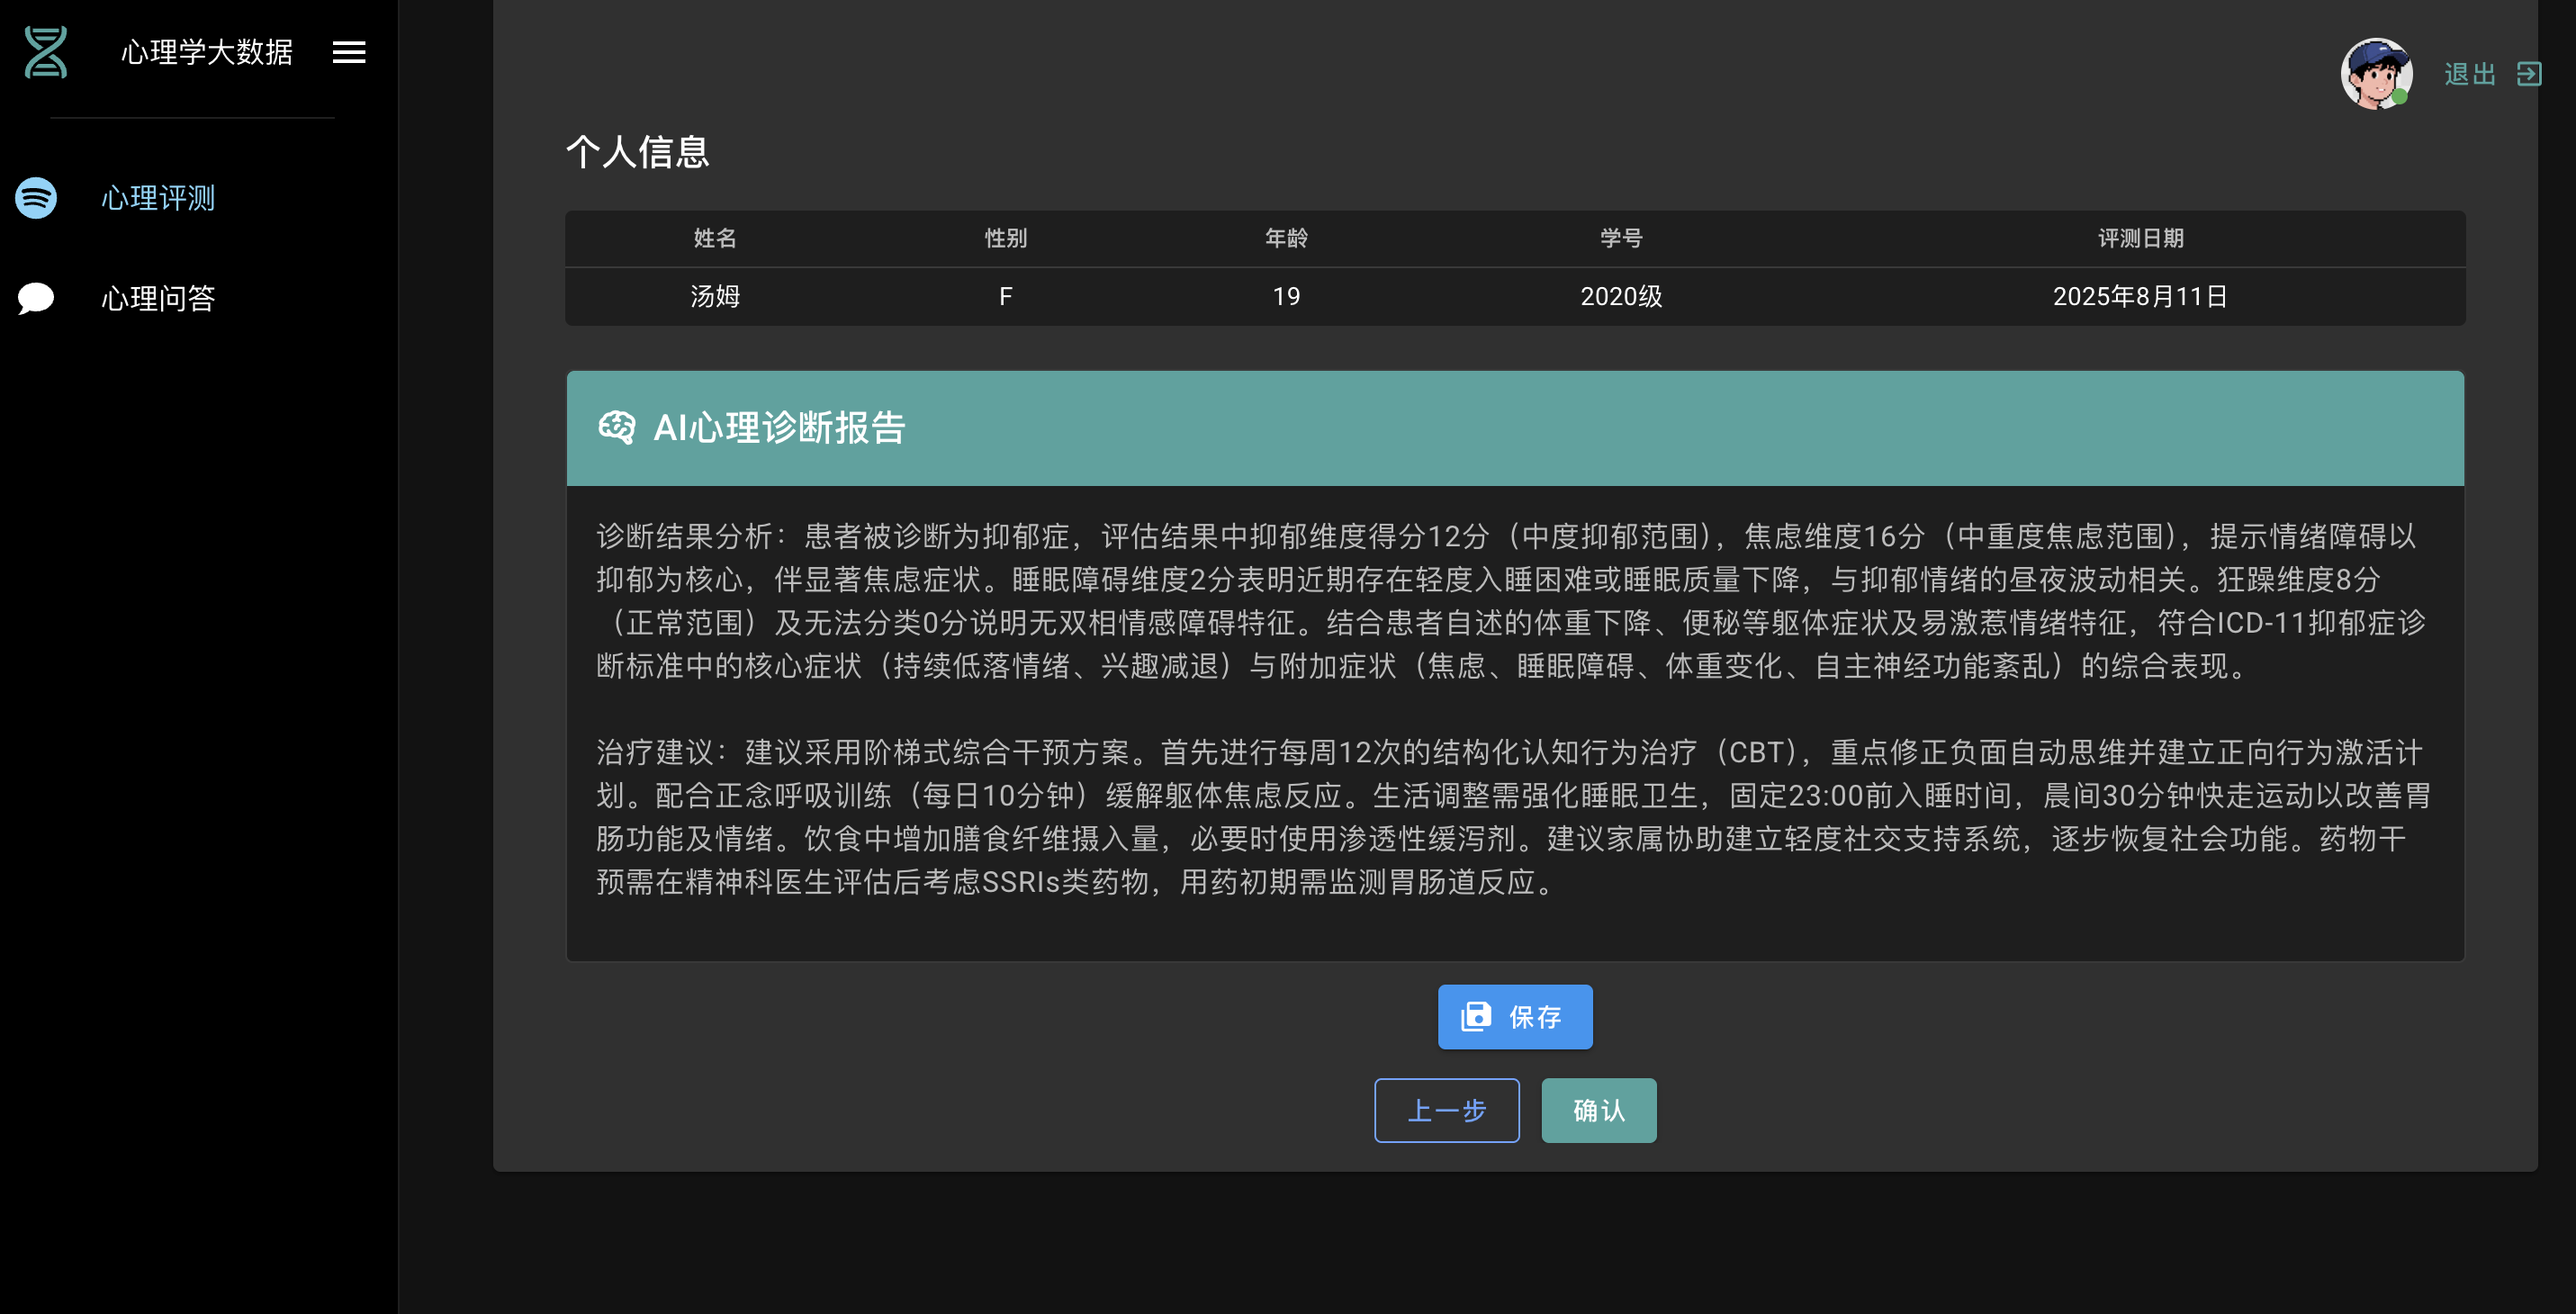 心理学大数据
退出
心理评测
心理问答
个人信息
姓名 性别 年龄 学号 评测日期
汤姆 F 19 2020级 2025年8月11日
AI心理诊断报告
诊断结果分析：患者被诊断为抑郁症，评估结果中抑郁维度得分12分（中度抑郁范围），焦虑维度16分（中重度焦虑范围），提示情绪障碍以
抑郁为核心，伴显著焦虑症状。睡眠障碍维度2分表明近期存在轻度入睡困难或睡眠质量下降，与抑郁情绪的昼夜波动相关。狂躁维度8分
（正常范围）及无法分类0分说明无双相情感障碍特征。结合患者自述的体重下降、便秘等躯体症状及易激惹情绪特征，符合ICD-11抑郁症诊
断标准中的核心症状（持续低落情绪、兴趣减退）与附加症状（焦虑、睡眠障碍、体重变化、自主神经功能紊乱）的综合表现。
治疗建议：建议采用阶梯式综合干预方案。首先进行每周12次的结构化认知行为治疗（CBT），重点修正负面自动思维并建立正向行为激活计
划。配合正念呼吸训练（每日10分钟）缓解躯体焦虑反应。生活调整需强化睡眠卫生，固定23:00前入睡时间，晨间30分钟快走运动以改善胃
肠功能及情绪。饮食中增加膳食纤维摄入量，必要时使用渗透性缓泻剂。建议家属协助建立轻度社交支持系统，逐步恢复社会功能。药物干
预需在精神科医生评估后考虑SSRIs类药物，用药初期需监测胃肠道反应。
保存
上一步
确认